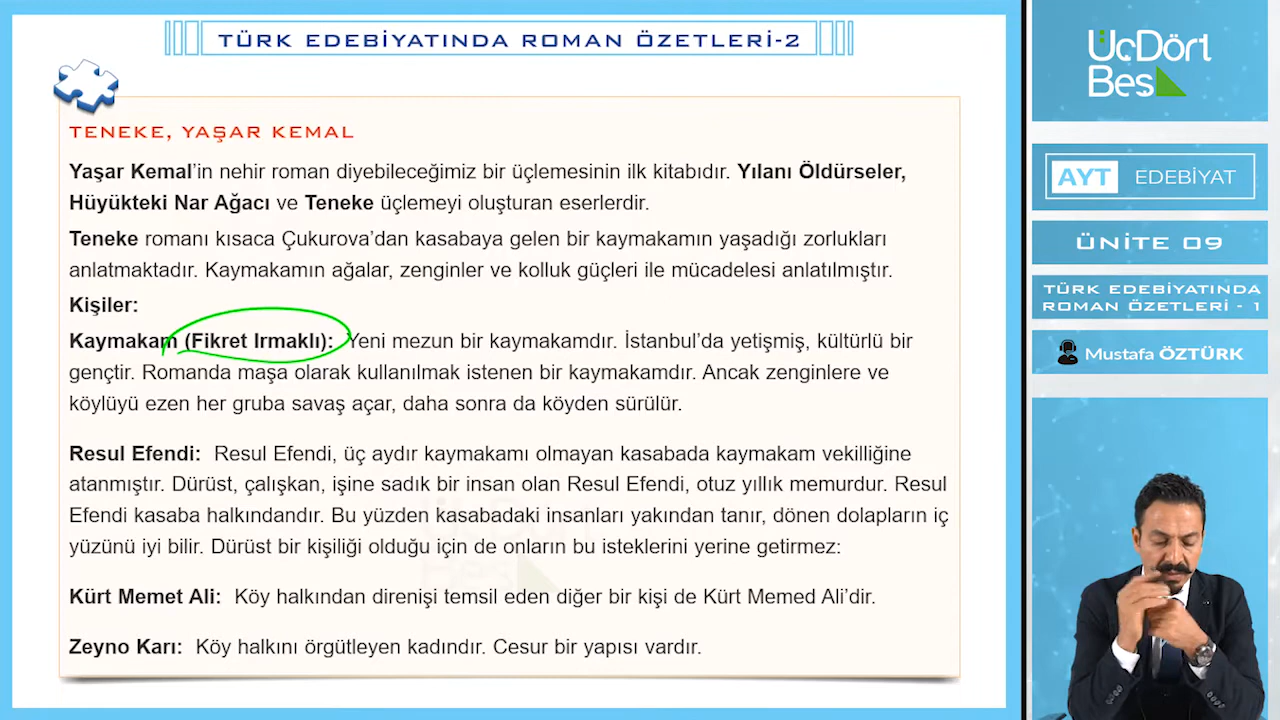 TÜRK EDEBİYATINDA ROMAN ÖZETLERİ-2
TENEKE, YAŞAR KEMAL
Yaşar Kemal'in nehir roman diyebileceğimiz bir üçlemesinin ilk kitabıdır. Yılanı Öldürseler,
Hüyükteki Nar Ağacı ve Teneke üçlemeyi oluşturan eserlerdir.
Teneke romanı kısaca Çukurova'dan kasabaya gelen bir kaymakamın yaşadığı zorlukları
anlatmaktadır. Kaymakamın ağalar, zenginler ve kolluk güçleri ile mücadelesi anlatılmıştır.
Kişiler:
Kaymakam (Fikret Irmaklı): Yeni mezun bir kaymakamdır. İstanbul'da yetişmiş, kültürlü bir
gençtir. Romanda maşa olarak kullanılmak istenen bir kaymakamdır. Ancak zenginlere ve
köylüyü ezen her gruba savaş açar, daha sonra da köyden sürülür.
Resul Efendi: Resul Efendi, üç aydır kaymakamı olmayan kasabada kaymakam vekilliğine
atanmıştır. Dürüst, çalışkan, işine sadık bir insan olan Resul Efendi, otuz yıllık memurdur. Resul
Efendi kasaba halkındandır. Bu yüzden kasabadaki insanları yakından tanır, dönen dolapların iç
yüzünü iyi bilir. Dürüst bir kişiliği olduğu için de onların bu isteklerini yerine getirmez:
Kürt Memet Ali: Köy halkından direnişi temsil eden diğer bir kişi de Kürt Memed Ali'dir.
Zeyno Karı: Köy halkını örgütleyen kadındır. Cesur bir yapısı vardır.
ÜçDört
Beş
AYT EDEBİYAT
ÜNİTE 09
TÜRK EDEBİYATINDA
ROMAN ÖZETLERİ - 1
Mustafa ÖZTÜRK